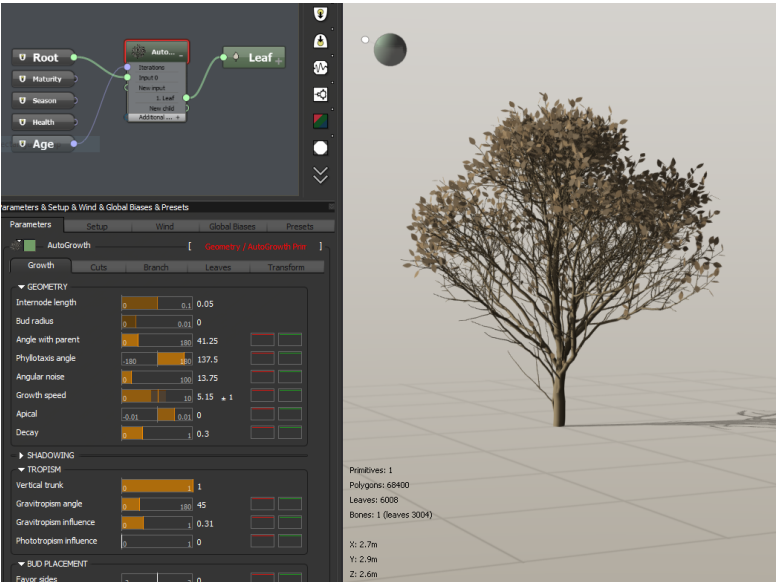 Root
Maturity
Season
Health
Age
Auto...
Iterations
Input 0
New input
1. Leaf
New child
Additional ...
Leaf
Parameters & Setup & Wind & Global Biases & Presets
Parameters Setup Wind Global Biases Presets
AutoGrowth [ Geometry / AutoGrowth Prim ]
Growth Cuts Branch Leaves Transform
GEOMETRY
Internode length 0 0.1 0.05
Bud radius 0 0.01 0
Angle with parent 0 180 41.25
Phyllotaxis angle -180 180 137.5
Angular noise 0 100 13.75
Growth speed 0 10 5.15 ± 1
Apical -0.01 0.01 0
Decay 0 1 0.3
SHADOWING
TROPISM
Vertical trunk 0 1 1
Gravitropism angle 0 180 45
Gravitropism influence 0 1 0.31
Phototropism influence 0 1 0
BUD PLACEMENT
Favor sides 0
Primitives: 1
Polygons: 68400
Leaves: 6008
Bones: 1 (leaves 3004)
X: 2.7m
Y: 2.9m
Z: 2.6m